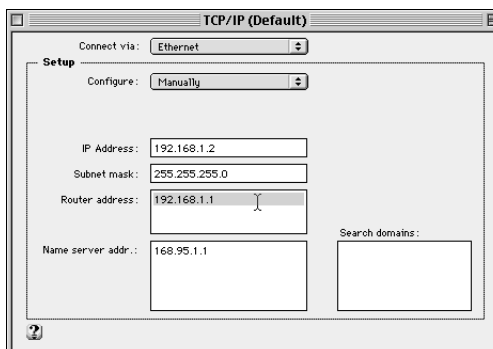 TCP/IP (Default)
Connect via: Ethernet
Setup
Configure: Manually
IP Address: 192.168.1.2
Subnet mask: 255.255.255.0
Router address: 192.168.1.1
Search domains:
Name server addr.: 168.95.1.1
?